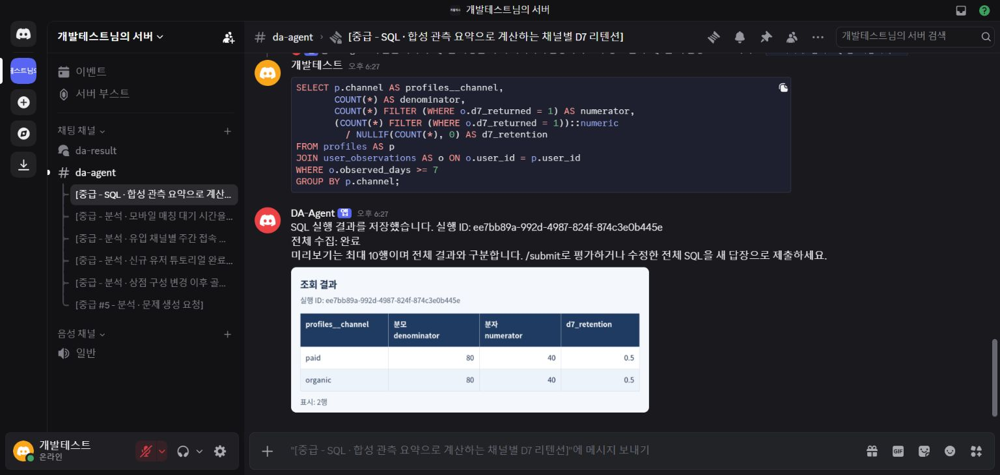 개발테스트님의 서버
개발테스트님의 서버
# da-agent › [중급 - SQL · 합성 관측 요약으로 계산하는 채널별 D7 리텐션]
개발테스트님의 서버 검색
이벤트
서버 부스트
채팅 채널
da-result
# da-agent
[중급 - SQL · 합성 관측 요약으로 계산...
[중급 - 분석 · 모바일 매칭 대기 시간을...
[중급 - 분석 · 유입 채널별 주간 접속 ...
[중급 - 분석 · 신규 유저 튜토리얼 완료...
[중급 - 분석 · 상점 구성 변경 이후 골...
[중급 #5 - 분석 · 문제 생성 요청]
음성 채널
일반
개발테스트
온라인
개발테스트 오후 6:27
SELECT p.channel AS profiles__channel,
COUNT(*) AS denominator,
COUNT(*) FILTER (WHERE o.d7_returned = 1) AS numerator,
(COUNT(*) FILTER (WHERE o.d7_returned = 1))::numeric
/ NULLIF(COUNT(*), 0) AS d7_retention
FROM profiles AS p
JOIN user_observations AS o ON o.user_id = p.user_id
WHERE o.observed_days >= 7
GROUP BY p.channel;
DA-Agent 앱 오후 6:27
SQL 실행 결과를 저장했습니다. 실행 ID: ee7bb89a-992d-4987-824f-874c3e0b445e
전체 수집: 완료
미리보기는 최대 10행이며 전체 결과와 구분합니다. /submit로 평가하거나 수정한 전체 SQL을 새 답장으로 제출하세요.
조회 결과
실행 ID: ee7bb89a-992d-4987-824f-874c3e0b445e
profiles__channel 분모 분자 d7_retention
denominator numerator
paid 80 40 0.5
organic 80 40 0.5
표시: 2행
"[중급 - SQL · 합성 관측 요약으로 계산하는 채널별 D7 리텐션]"에 메시지 보내기
GIF